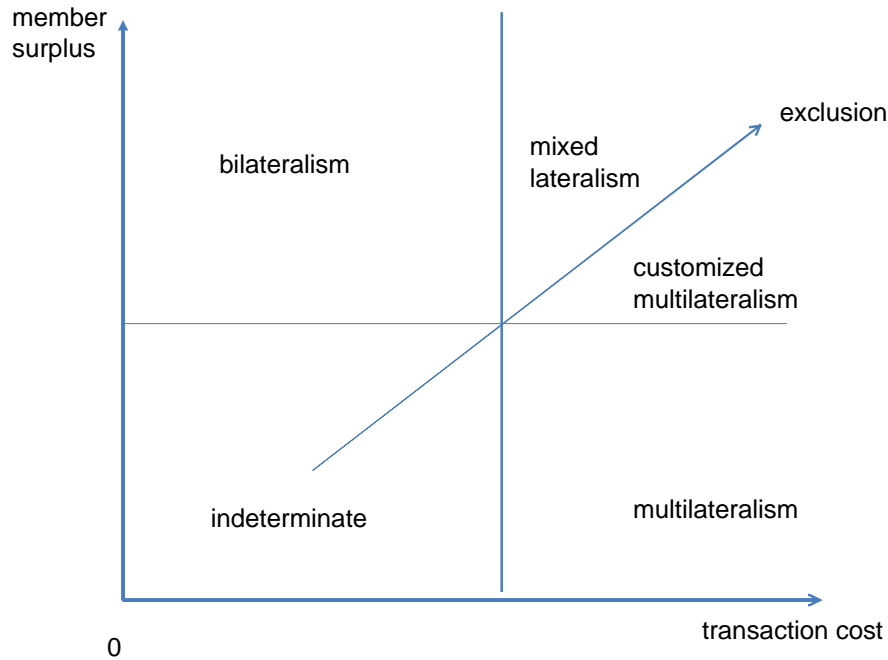 member
surplus
exclusion
mixed
lateralism
bilateralism
customized
multilateralism
indeterminate
multilateralism
transaction cost
0